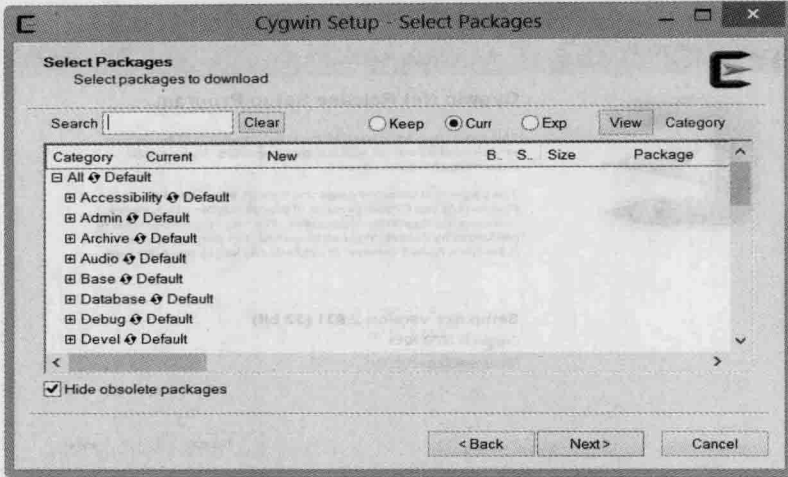 Cygwin Setup - Select Packages
Select Packages
Select packages to download
Search Clear Keep Curr Exp View Category
Category Current New B.. S.. Size Package
All Default
Accessibility Default
Admin Default
Archive Default
Audio Default
Base Default
Database Default
Debug Default
Devel Default
Hide obsolete packages
< Back Next > Cancel